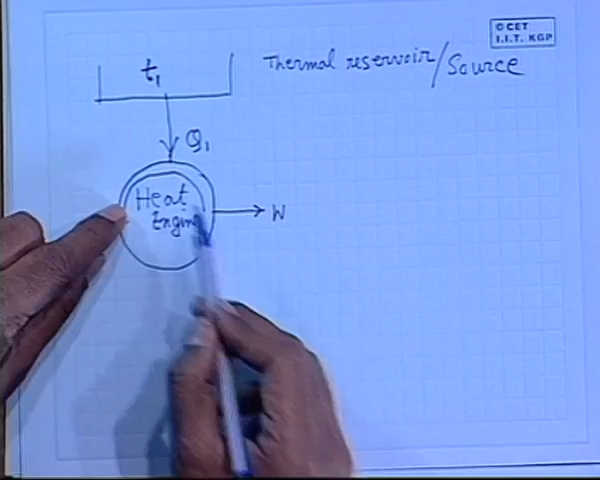 © CET
I.I.T. KGP
t₁
Thermal reservoir/Source
Q₁
Heat
Engine
W